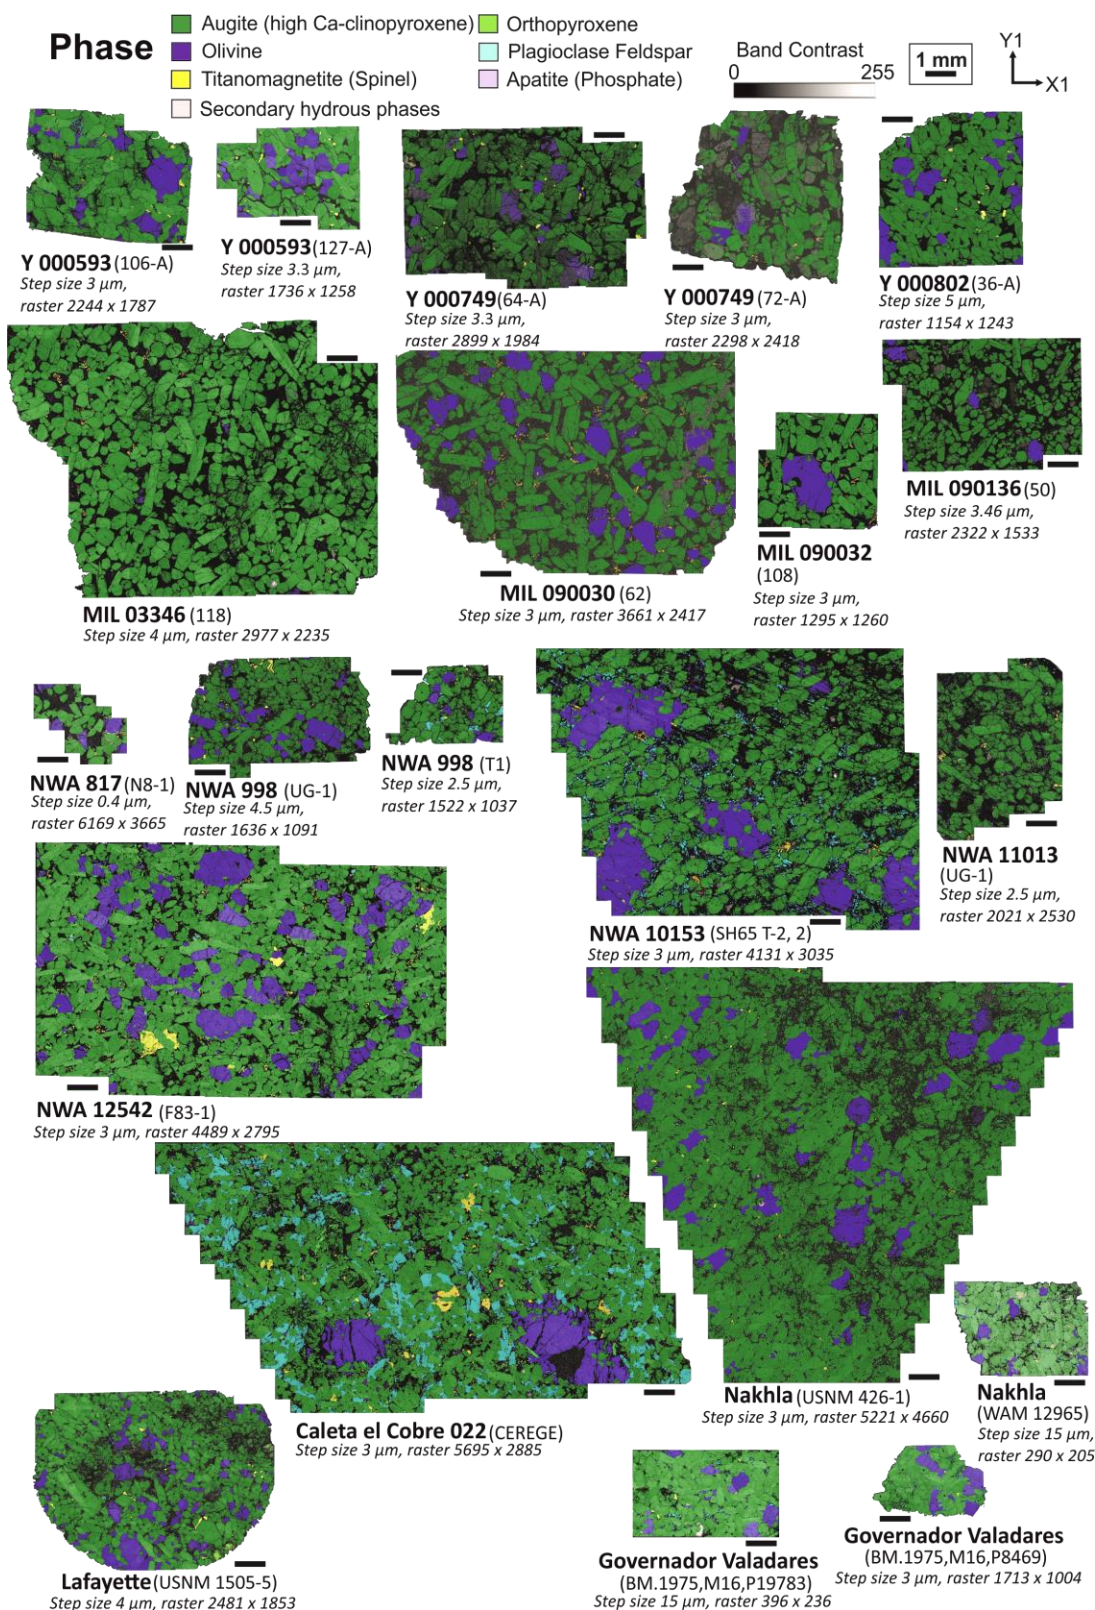 Phase
Augite (high Ca-clinopyroxene)
Orthopyroxene
Olivine
Plagioclase Feldspar
Titanomagnetite (Spinel)
Apatite (Phosphate)
Secondary hydrous phases
Band Contrast
0 255
1 mm
Y1
X1
Y 000593 (106-A)
Step size 3 µm,
raster 2244 x 1787
Y 000593 (127-A)
Step size 3.3 µm,
raster 1736 x 1258
Y 000749 (64-A)
Step size 3.3 µm,
raster 2899 x 1984
Y 000749 (72-A)
Step size 3 µm,
raster 2298 x 2418
Y 000802 (36-A)
Step size 5 µm,
raster 1154 x 1243
MIL 03346 (118)
Step size 4 µm, raster 2977 x 2235
MIL 090030 (62)
Step size 3 µm, raster 3661 x 2417
MIL 090032
(108)
Step size 3 µm,
raster 1295 x 1260
MIL 090136 (50)
Step size 3.46 µm,
raster 2322 x 1533
NWA 817 (N8-1)
Step size 0.4 µm,
raster 6169 x 3665
NWA 998 (UG-1)
Step size 4.5 µm,
raster 1636 x 1091
NWA 998 (T1)
Step size 2.5 µm,
raster 1522 x 1037
NWA 10153 (SH65 T-2, 2)
Step size 3 µm, raster 4131 x 3035
NWA 11013
(UG-1)
Step size 2.5 µm,
raster 2021 x 2530
NWA 12542 (F83-1)
Step size 3 µm, raster 4489 x 2795
Caleta el Cobre 022 (CEREGE)
Step size 3 µm, raster 5695 x 2885
Nakhla (USNM 426-1)
Step size 3 µm, raster 5221 x 4660
Nakhla
(WAM 12965)
Step size 15 µm,
raster 290 x 205
Lafayette (USNM 1505-5)
Step size 4 µm, raster 2481 x 1853
Governador Valadares
(BM.1975,M16,P19783)
Step size 15 µm, raster 396 x 236
Governador Valadares
(BM.1975,M16,P8469)
Step size 3 µm, raster 1713 x 1004